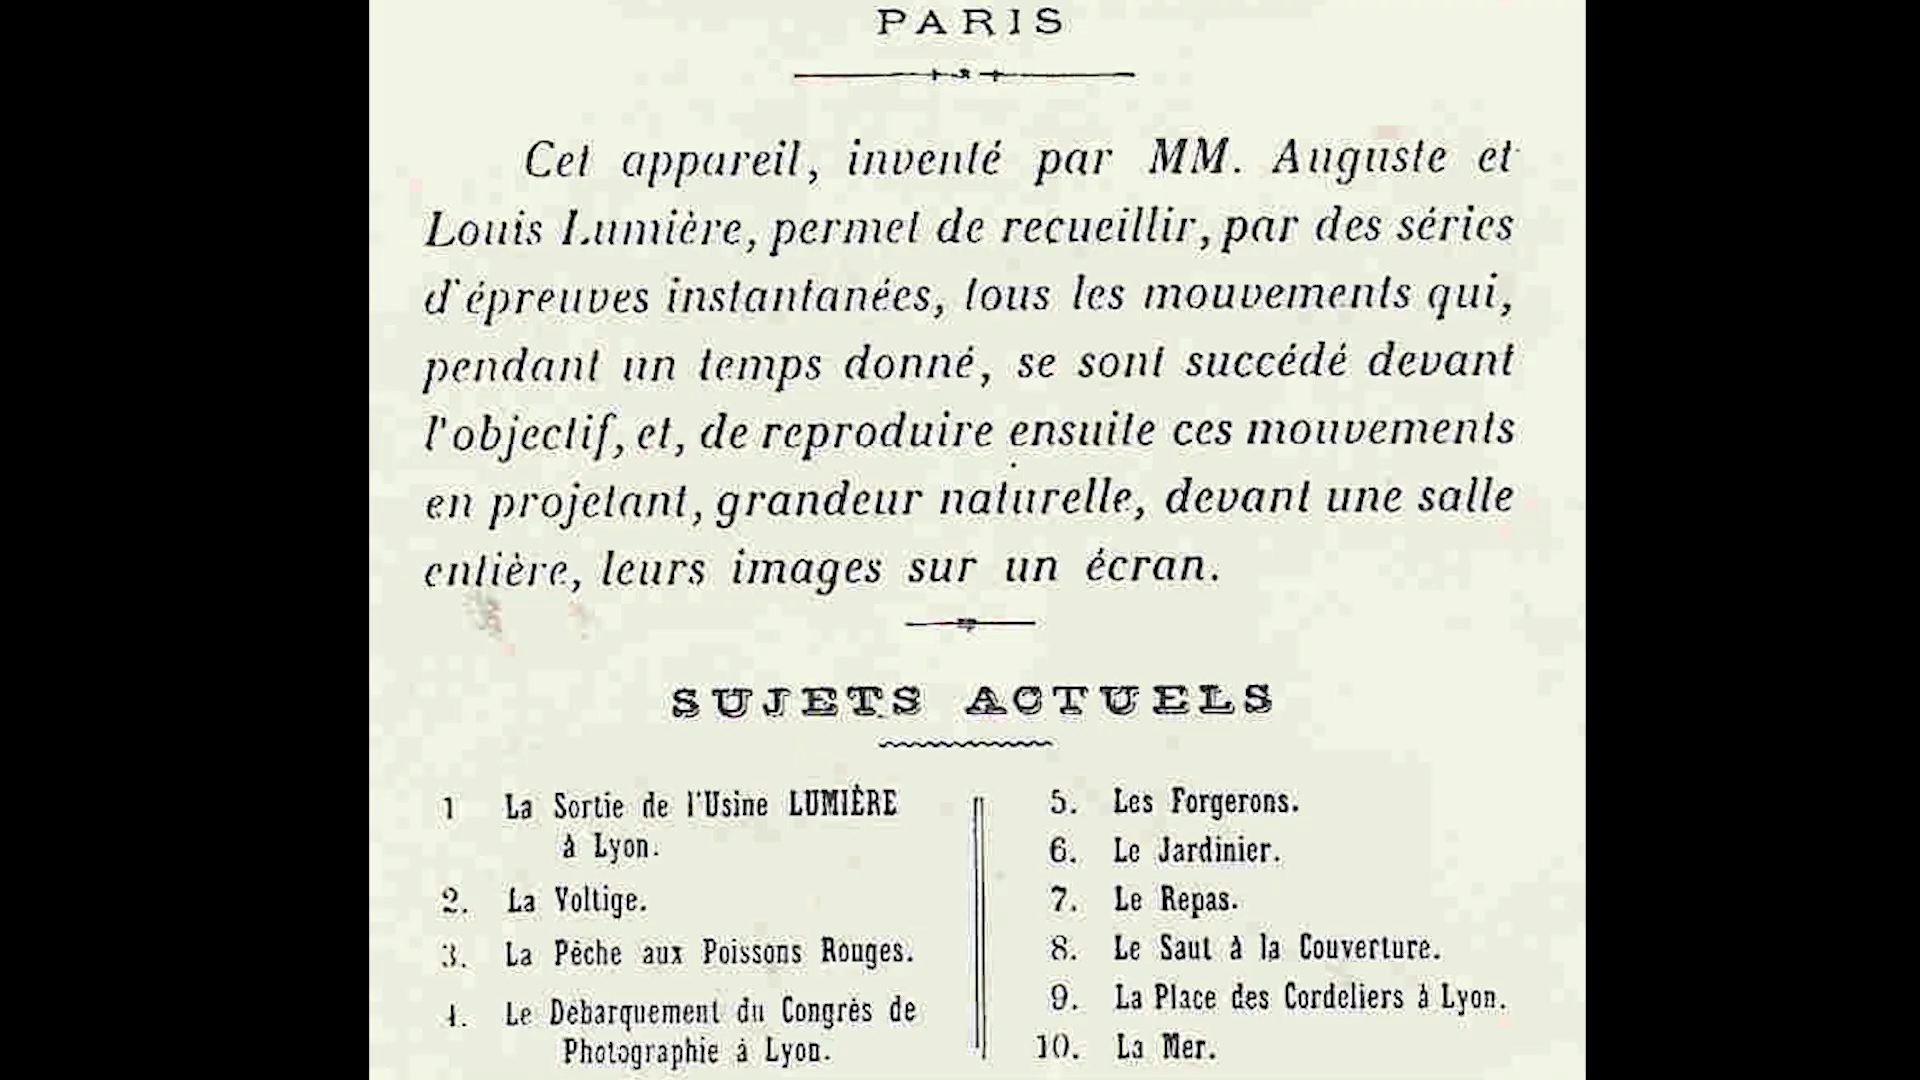 PARIS
Cet appareil, inventé par MM. Auguste et
Louis Lumière, permet de recueillir, par des séries
d'épreuves instantanées, tous les mouvements qui,
pendant un temps donné, se sont succédé devant
l'objectif, et, de reproduire ensuite ces mouvements
en projetant, grandeur naturelle, devant une salle
entière, leurs images sur un écran.
SUJETS ACTUELS
1 La Sortie de l'Usine LUMIÈRE
à Lyon.
2. La Voltige.
3. La Pêche aux Poissons Rouges.
4. Le Débarquement du Congrès de
Photographie à Lyon.
5. Les Forgerons.
6. Le Jardinier.
7. Le Repas.
8. Le Saut à la Couverture.
9. La Place des Cordeliers à Lyon.
10. La Mer.